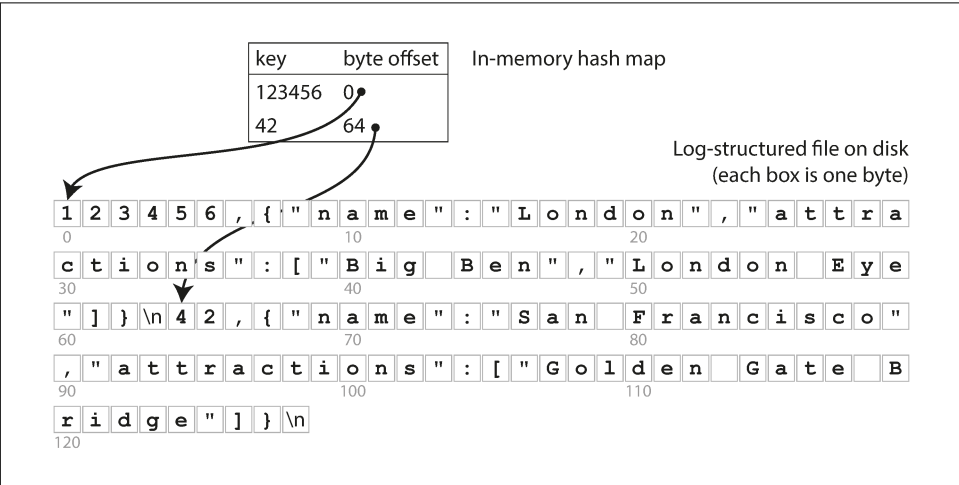 key byte offset In-memory hash map
123456 0
42 64
Log-structured file on disk
(each box is one byte)
123456,{"name":"London","attra
0 10 20
ctions":["Big Ben","London Eye
30 40 50
"]}\n42,{"name":"San Francisco"
60 70 80
,"attractions":["Golden Gate B
90 100 110
ridge"]}\n
120